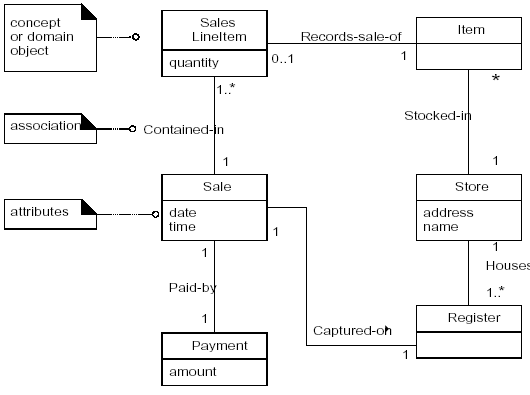 concept
or domain
object
Sales
LineItem
quantity
Records-sale-of
0..1
1
Item
1..*
*
association
Contained-in
Stocked-in
1
1
attributes
Sale
date
time
1
Store
address
name
1
1
Houses
Paid-by
1..*
1
Register
Captured-on
1
Payment
amount